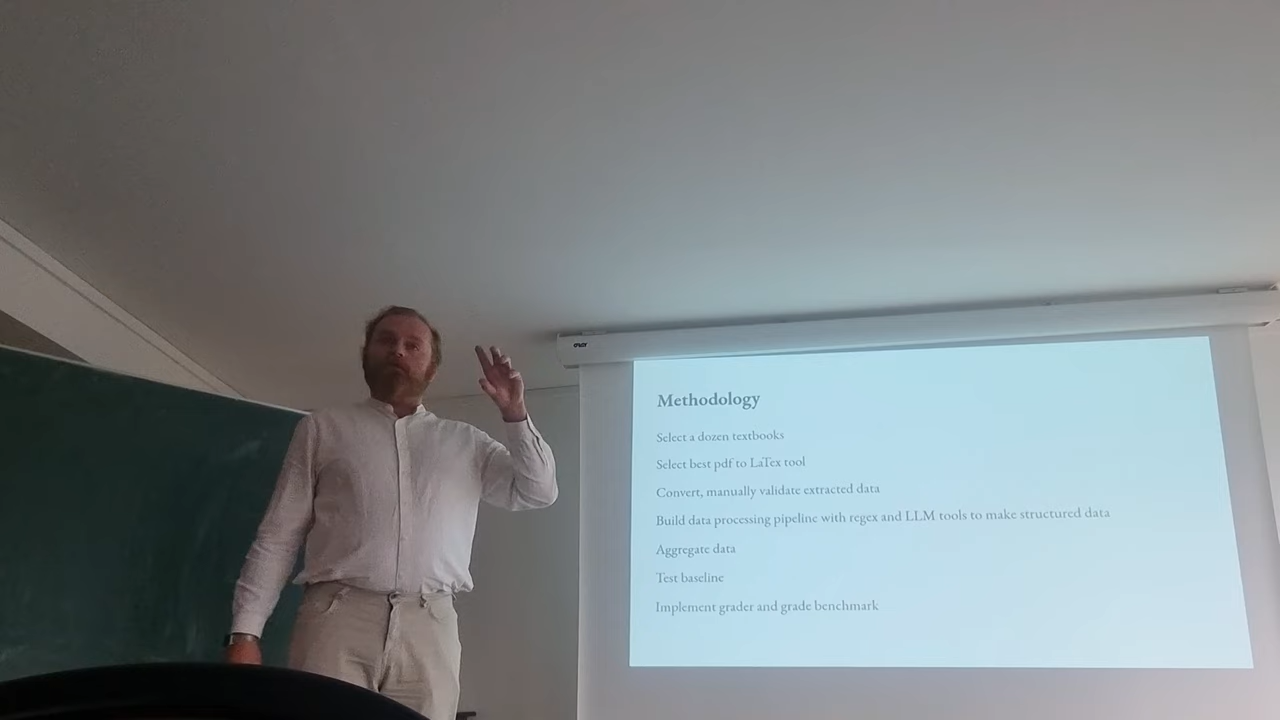 Methodology
Select a dozen textbooks
Select best pdf to LaTex tool
Convert, manually validate extracted data
Build data processing pipeline with regex and LLM tools to make structured data
Aggregate data
Test baseline
Implement grader and grade benchmark